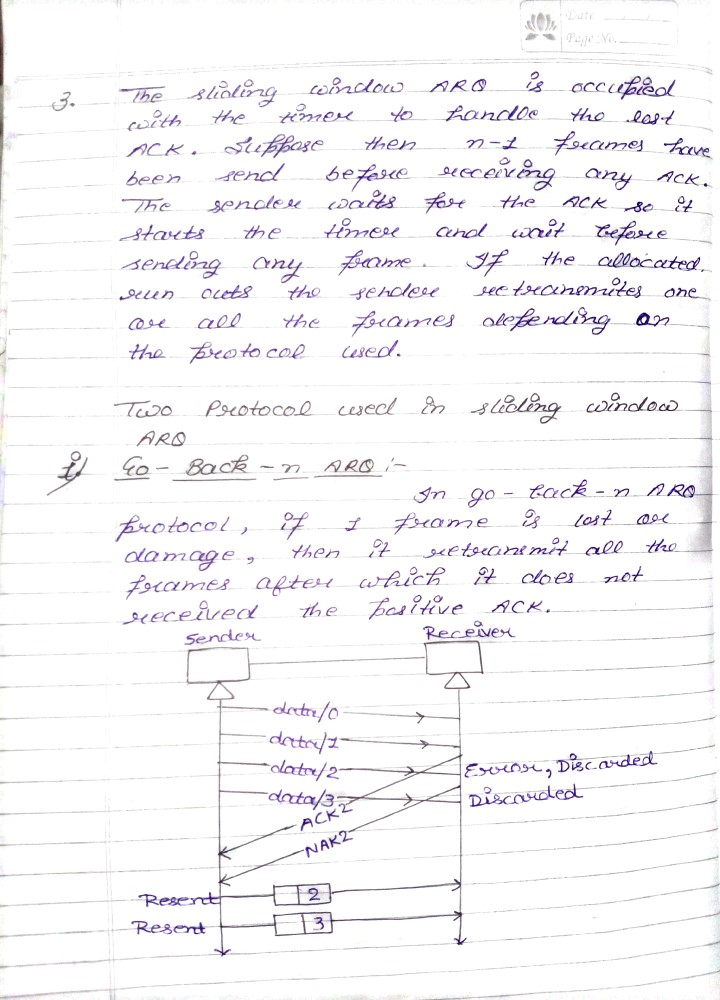 Date
Page No.
3. The sliding window ARQ is occupied
with the timer to handle the lost
ACK. Suppose then n-1 frames have
been send before receiving any ACK.
The sender waits for the ACK so it
starts the timer and wait before
sending any frame. If the allocated
run outs the sender retransmites one
or all the frames depending on
the protocol used.
Two Protocol used in sliding window
ARQ
i) Go-Back-n ARQ :-
In go-back-n ARQ
protocol, if 1 frame is lost or
damage, then it retransmit all the
frames after which it does not
received the positive ACK.
Sender Receiver
data/0
data/1
data/2 Error, Discarded
data/3 Discarded
ACK2
NAK2
Resent 2
Resent 3